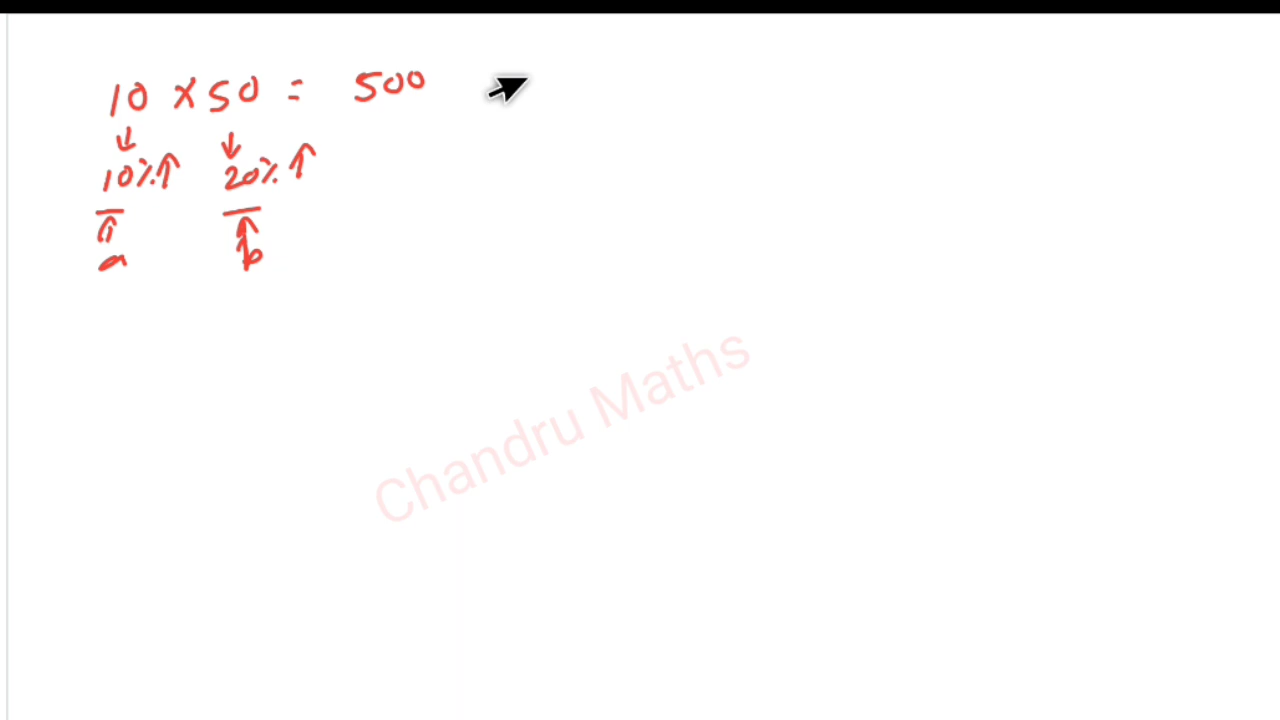 10 × 50 = 500
↓ ↓
10%↑ 20%↑
↑ ↑
a b
Chandru Maths